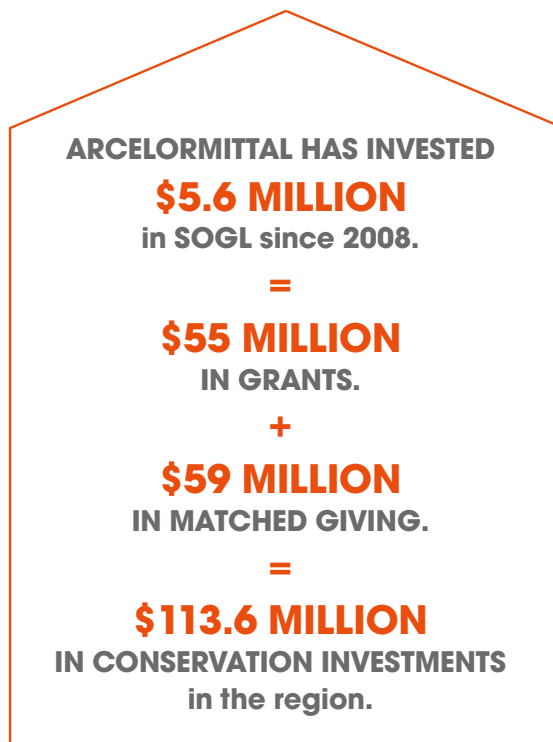 ARCELORMITTAL HAS INVESTED
$5.6 MILLION
in SOGL since 2008.
=
$55 MILLION
IN GRANTS.
+
$59 MILLION
IN MATCHED GIVING.
=
$113.6 MILLION
IN CONSERVATION INVESTMENTS
in the region.